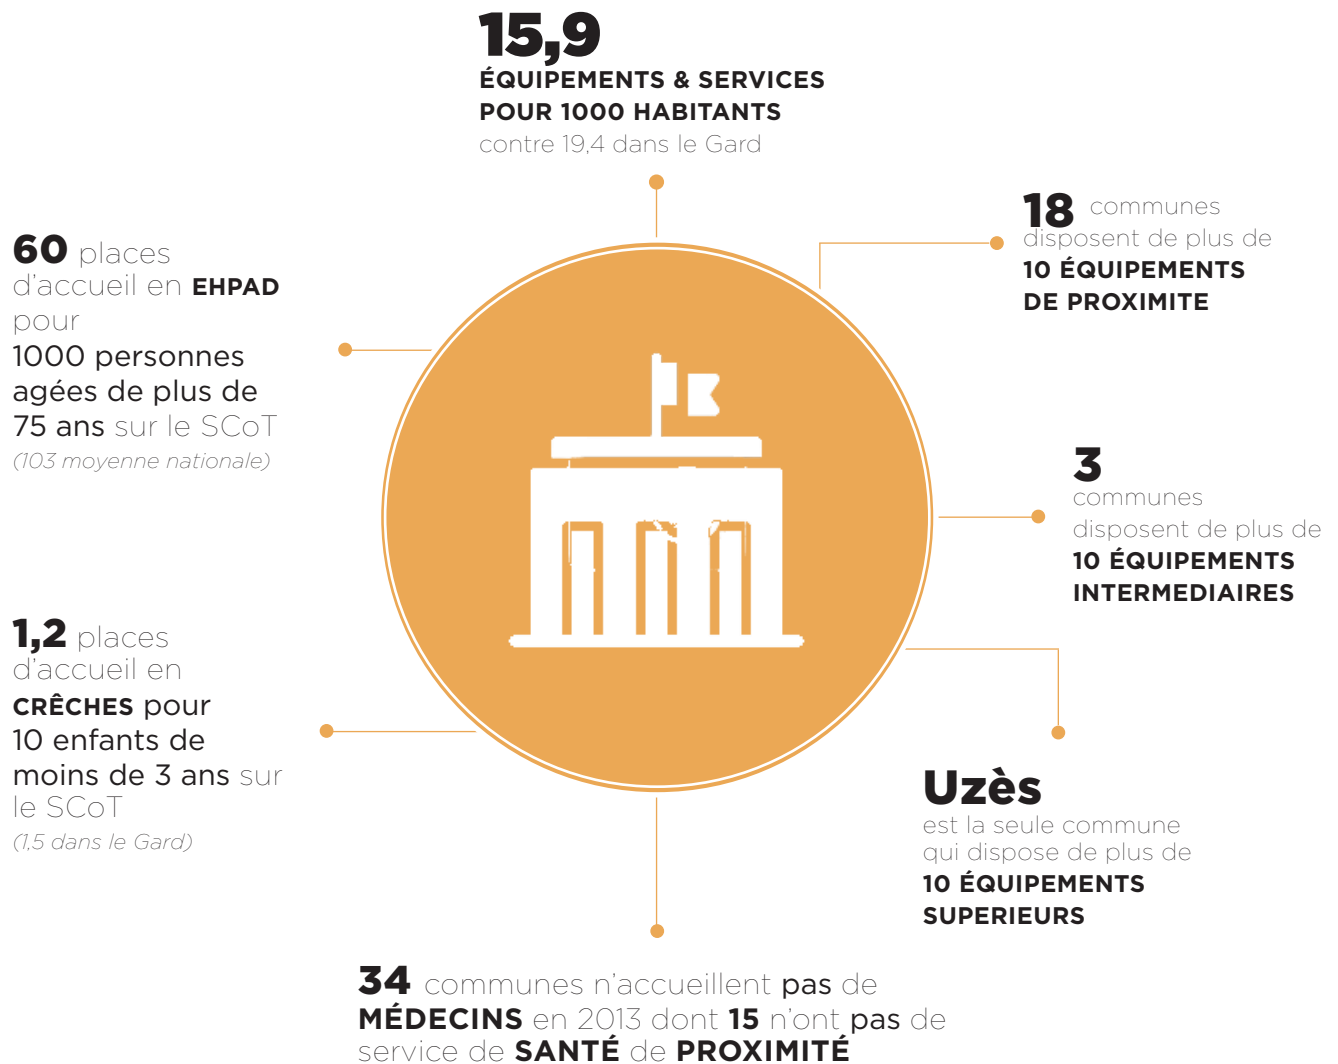 15,9
ÉQUIPEMENTS & SERVICES
POUR 1000 HABITANTS
contre 19,4 dans le Gard
18 communes
disposent de plus de
10 ÉQUIPEMENTS
DE PROXIMITE
3
communes
disposent de plus de
10 ÉQUIPEMENTS
INTERMEDIAIRES
Uzès
est la seule commune
qui dispose de plus de
10 ÉQUIPEMENTS
SUPERIEURS
34 communes n'accueillent pas de
MÉDECINS en 2013 dont 15 n'ont pas de
service de SANTÉ de PROXIMITÉ
1,2 places
d'accueil en
CRÊCHES pour
10 enfants de
moins de 3 ans sur
le SCoT
(1,5 dans le Gard)
60 places
d'accueil en EHPAD
pour
1000 personnes
agées de plus de
75 ans sur le SCoT
(103 moyenne nationale)